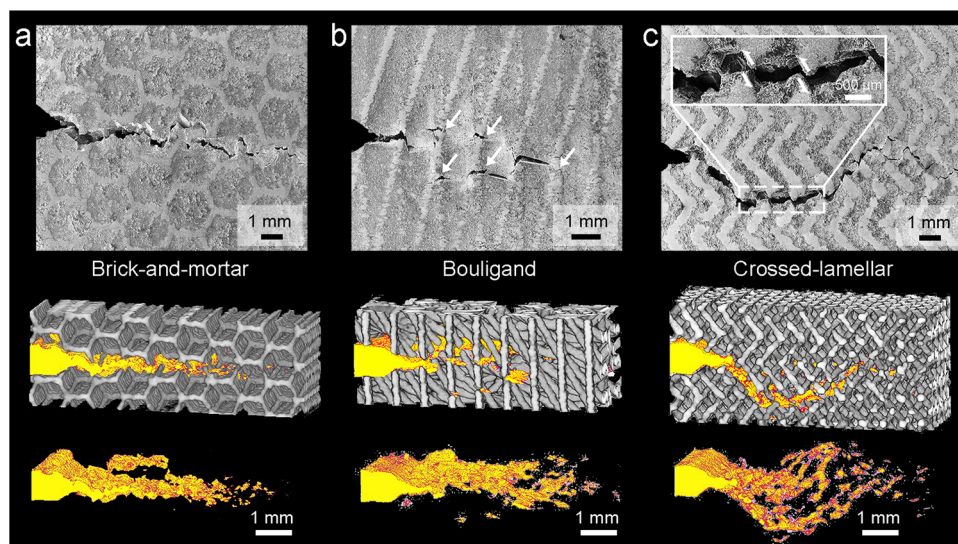 a
b
c
500 μm
1 mm
1 mm
1 mm
Brick-and-mortar
Bouligand
Crossed-lamellar
1 mm
1 mm
1 mm